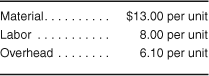 Material.......... $13.00 per unit
Labor ........... 8.00 per unit
Overhead ........ 6.10 per unit